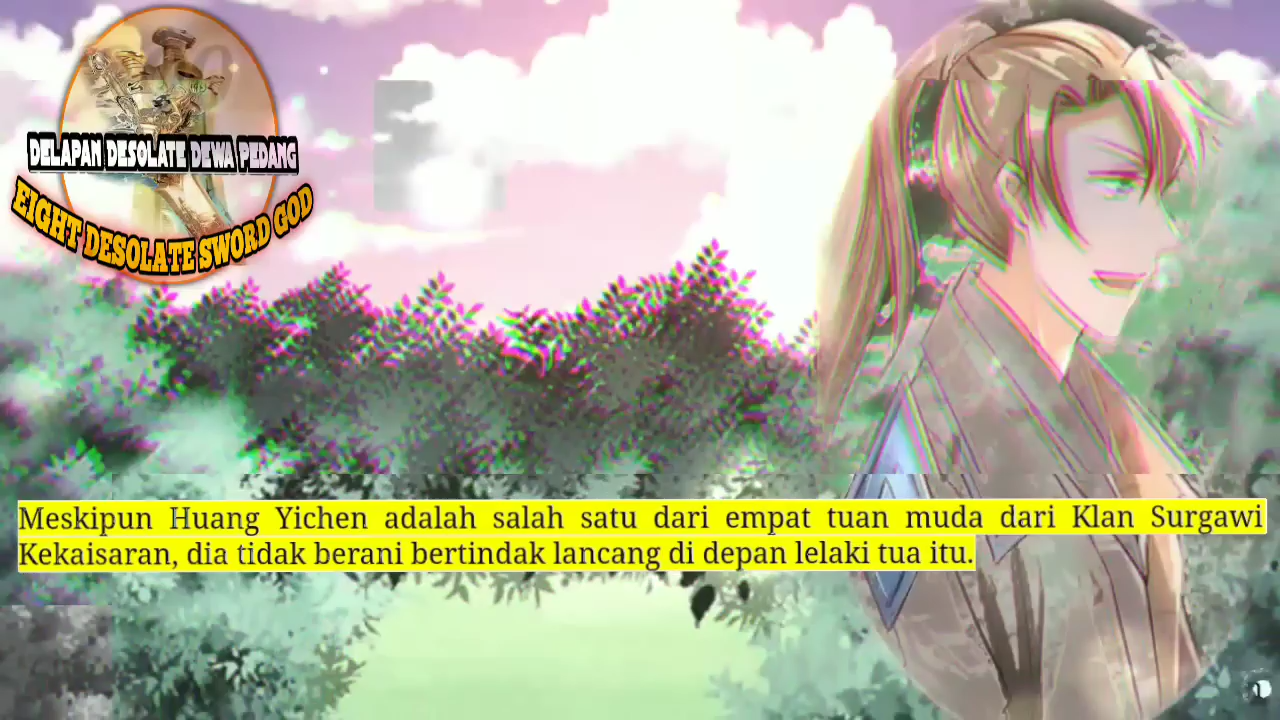 DELAPAN DESOLATE DEWA PEDANG
EIGHT DESOLATE SWORD GOD
Meskipun Huang Yichen adalah salah satu dari empat tuan muda dari Klan Surgawi
Kekaisaran, dia tidak berani bertindak lancang di depan lelaki tua itu.